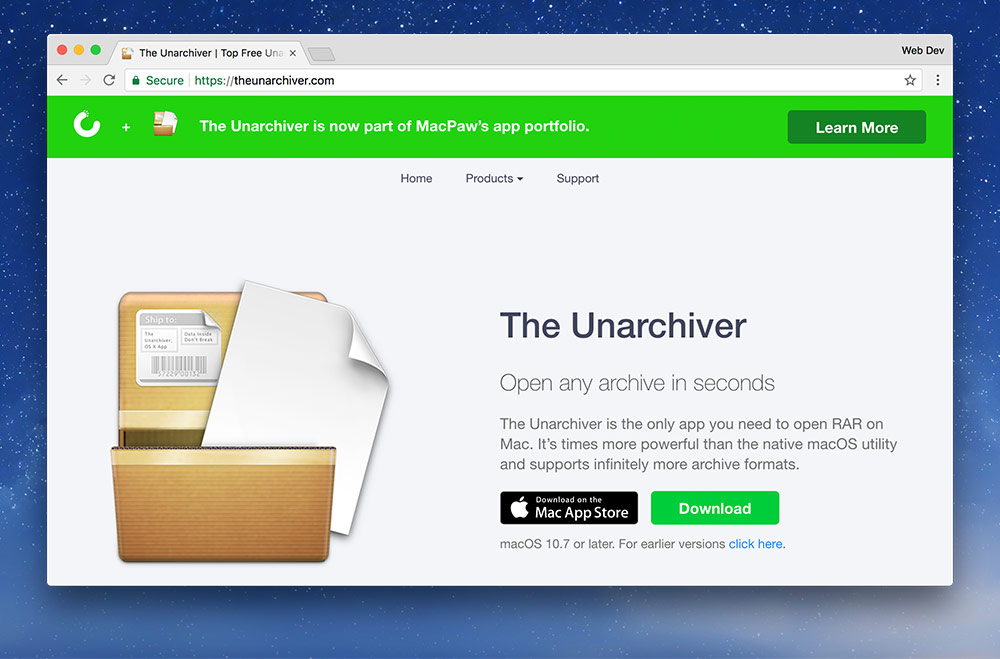 The Unarchiver | Top Free Una
Web Dev
Secure
https://theunarchiver.com
+
The Unarchiver is now part of MacPaw's app portfolio.
Learn More
Home
Products
Support
Ship to:
The
Unarchiver,
OS X App
Data Inside
Don't Break
57229 00132
The Unarchiver
Open any archive in seconds
The Unarchiver is the only app you need to open RAR on
Mac. It's times more powerful than the native macOS utility
and supports infinitely more archive formats.
Download on the
Mac App Store
Download
macOS 10.7 or later. For earlier versions click here.